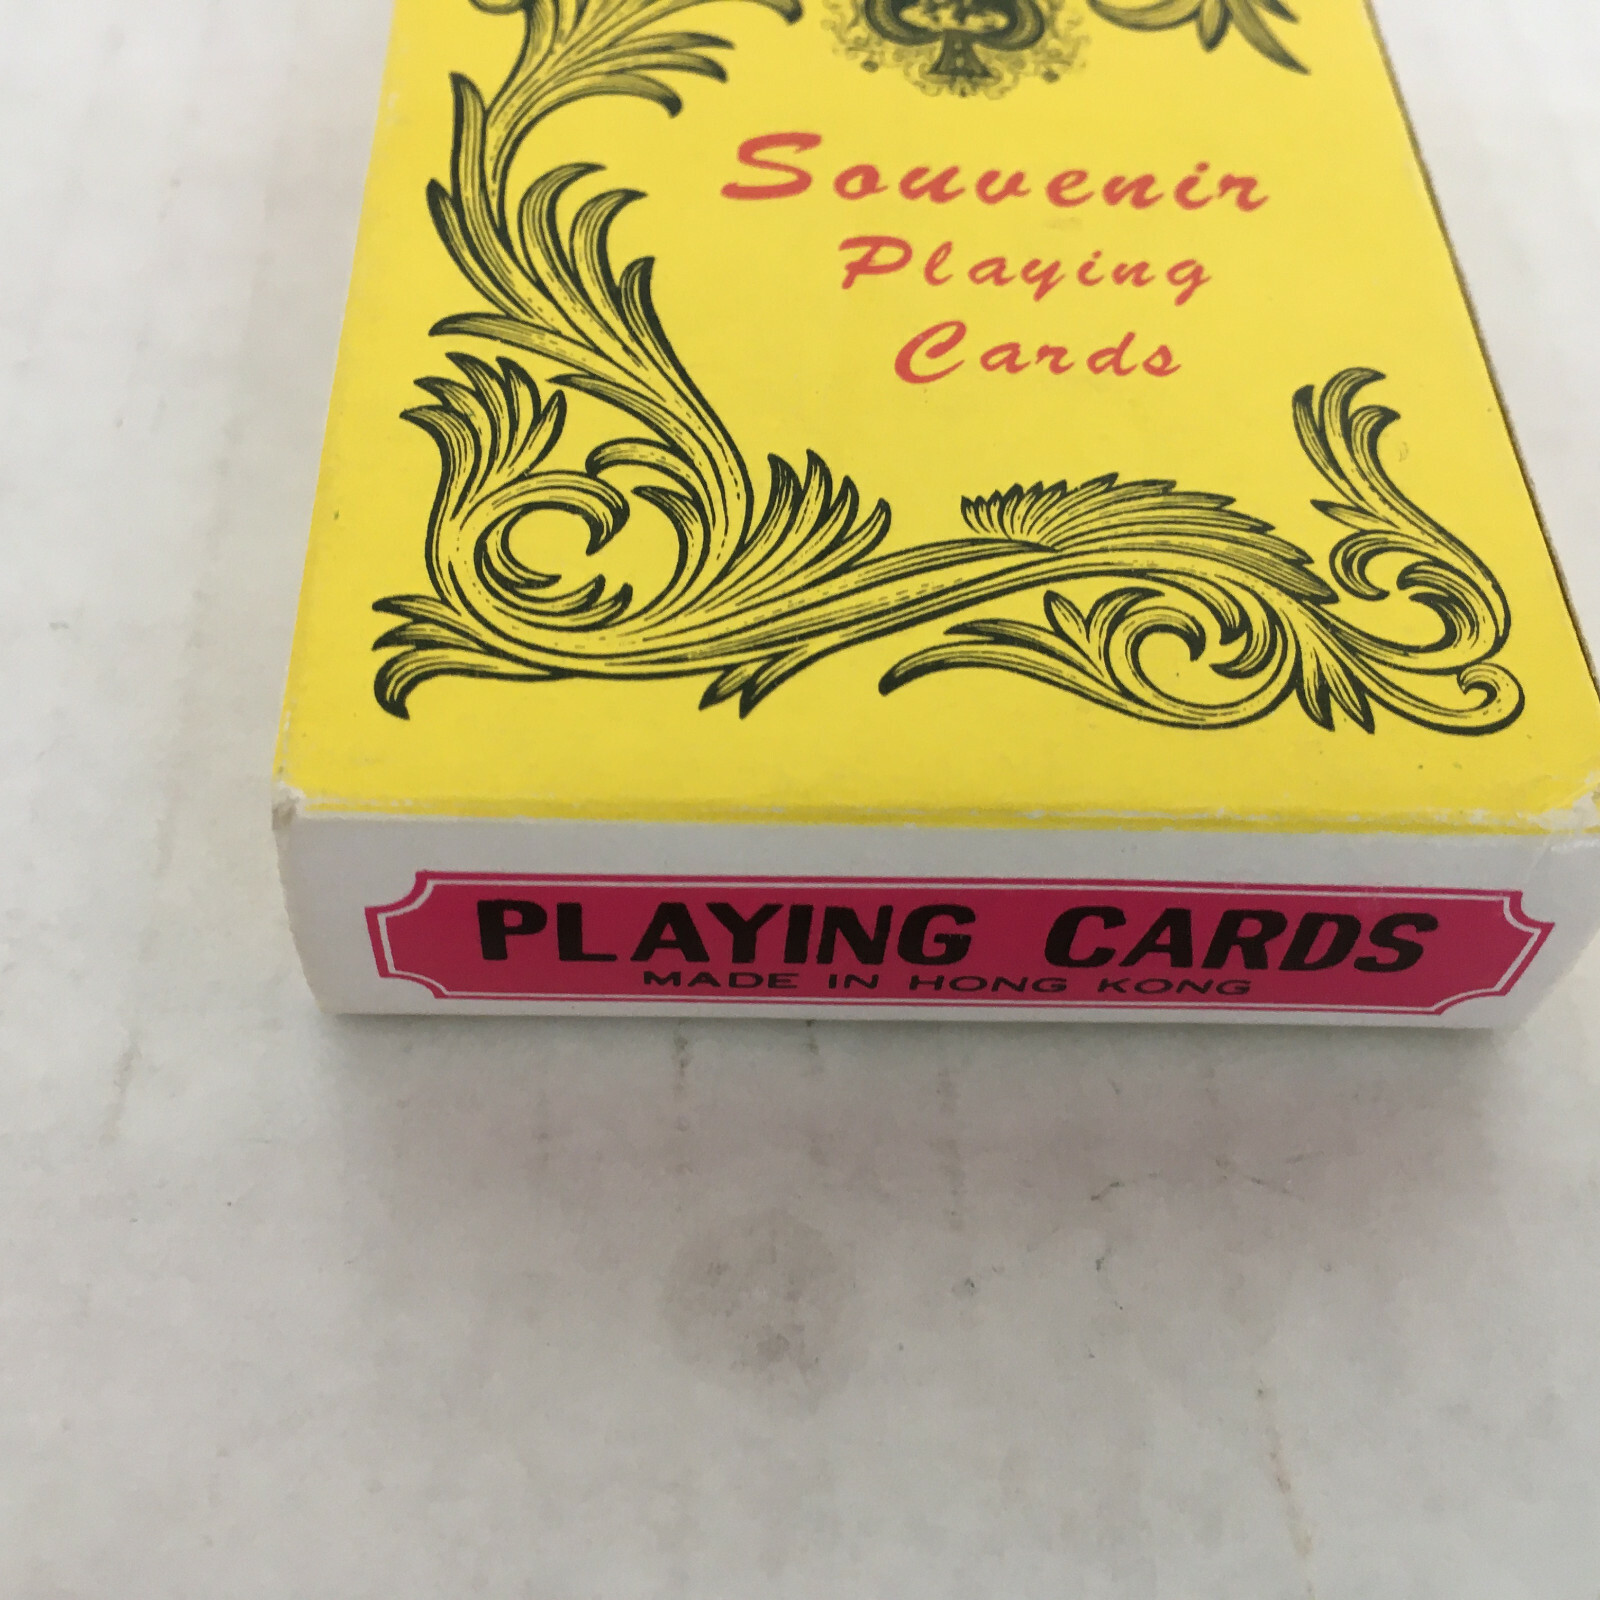 Souvenir
Playing
Cards
PLAYING CARDS
MADE IN HONG KONG